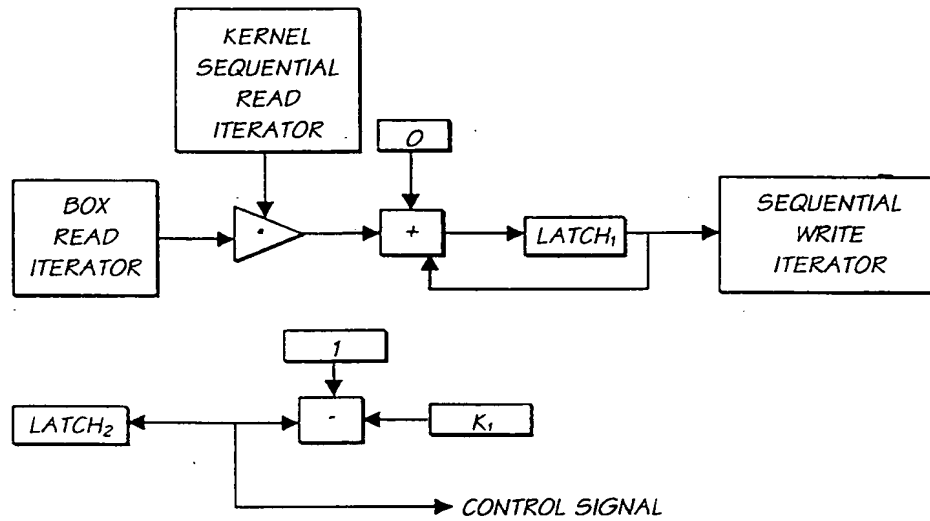 KERNEL
SEQUENTIAL
READ
ITERATOR
0
BOX
READ
ITERATOR
+
LATCH₁
SEQUENTIAL
WRITE
ITERATOR
1
LATCH₂
-
K₁
CONTROL SIGNAL